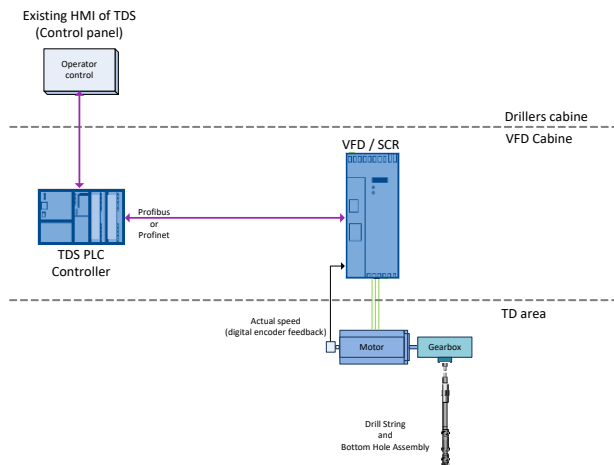 Existing HMI of TDS
(Control panel)
Operator
control
Drillers cabine
VFD Cabine
VFD / SCR
Profibus
or
Profinet
TDS PLC
Controller
TD area
Actual speed
(digital encoder feedback)
Motor
Gearbox
Drill String
and
Bottom Hole Assembly